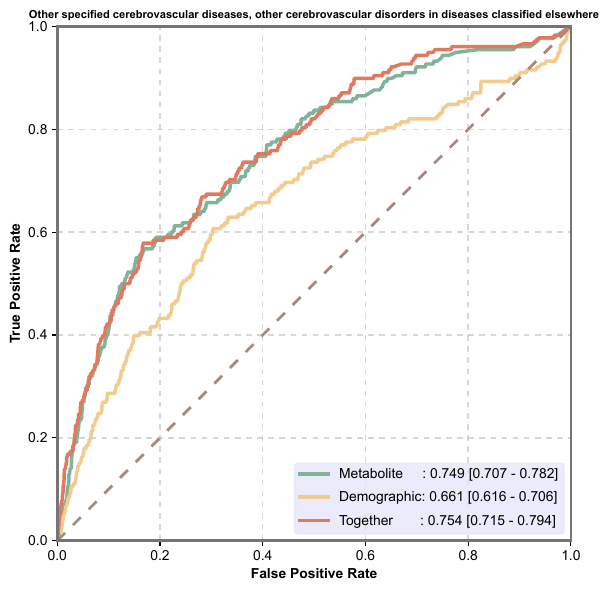 Other specified cerebrovascular diseases, other cerebrovascular disorders in diseases classified elsewhere
1.0
0.8
0.6
0.4
0.2
0.0
True Positive Rate
Metabolite : 0.749 [0.707 - 0.782]
Demographic: 0.661 [0.616 - 0.706]
Together : 0.754 [0.715 - 0.794]
0.0 0.2 0.4 0.6 0.8 1.0
False Positive Rate